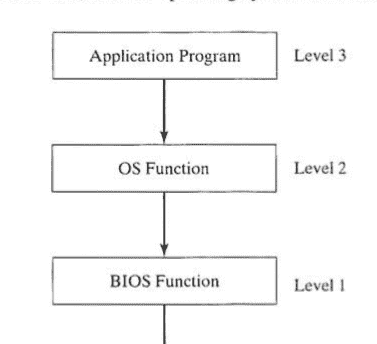 Application Program Level 3
OS Function Level 2
BIOS Function Level 1